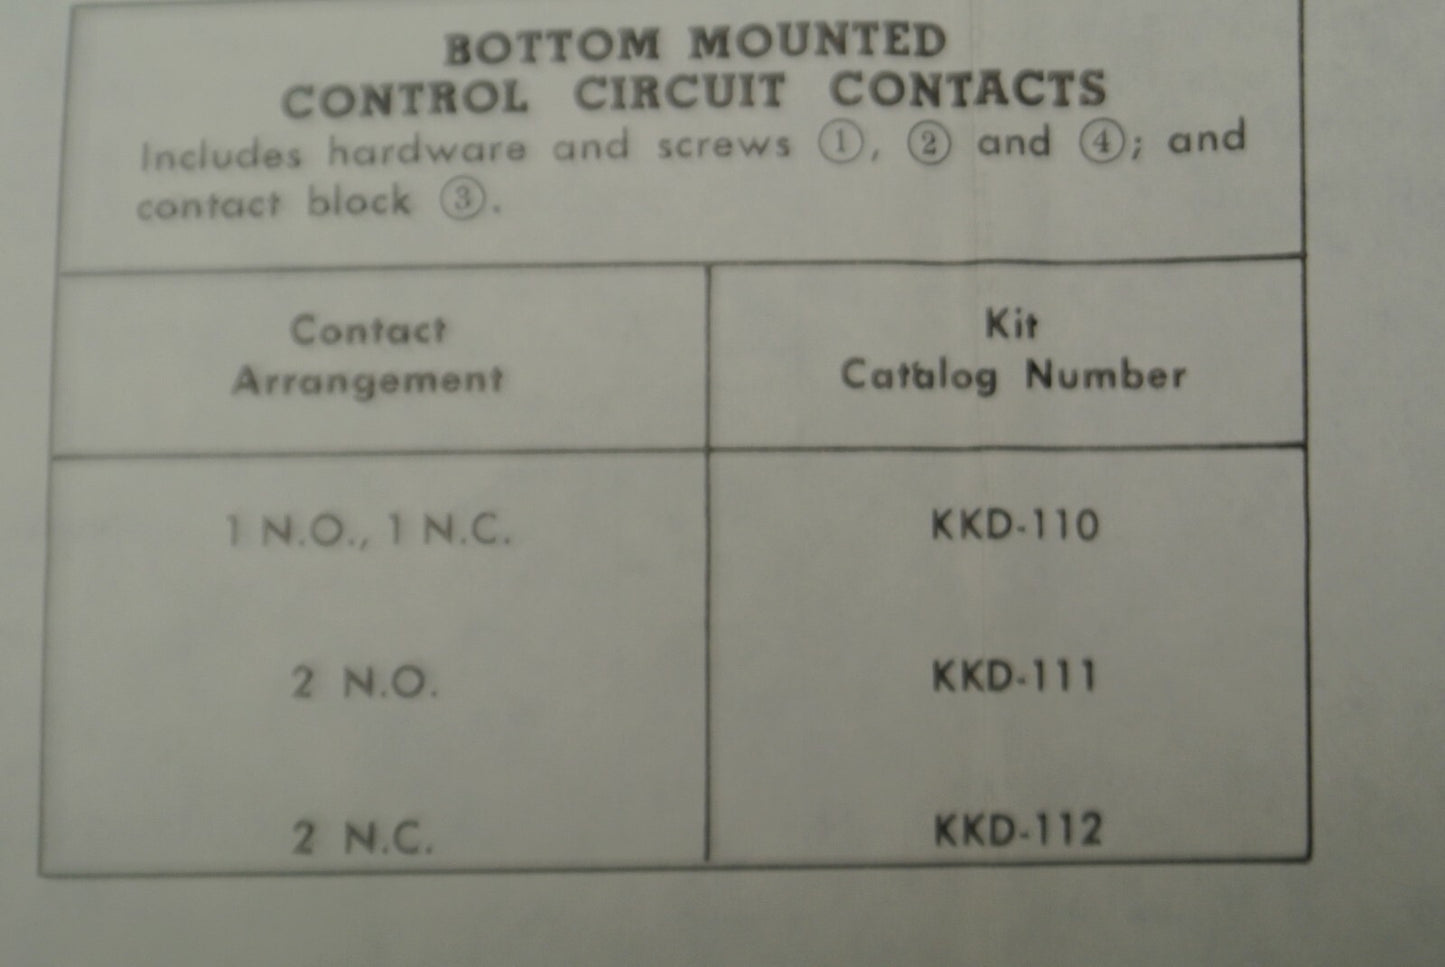 BOTTOM MOUNTED
CONTROL CIRCUIT CONTACTS
Includes hardware and screws ①, ② and ④; and
contact block ③.
Contact
Arrangement
Kit
Catalog Number
1 N.O., 1 N.C. KKD-110
2 N.O. KKD-111
2 N.C. KKD-112